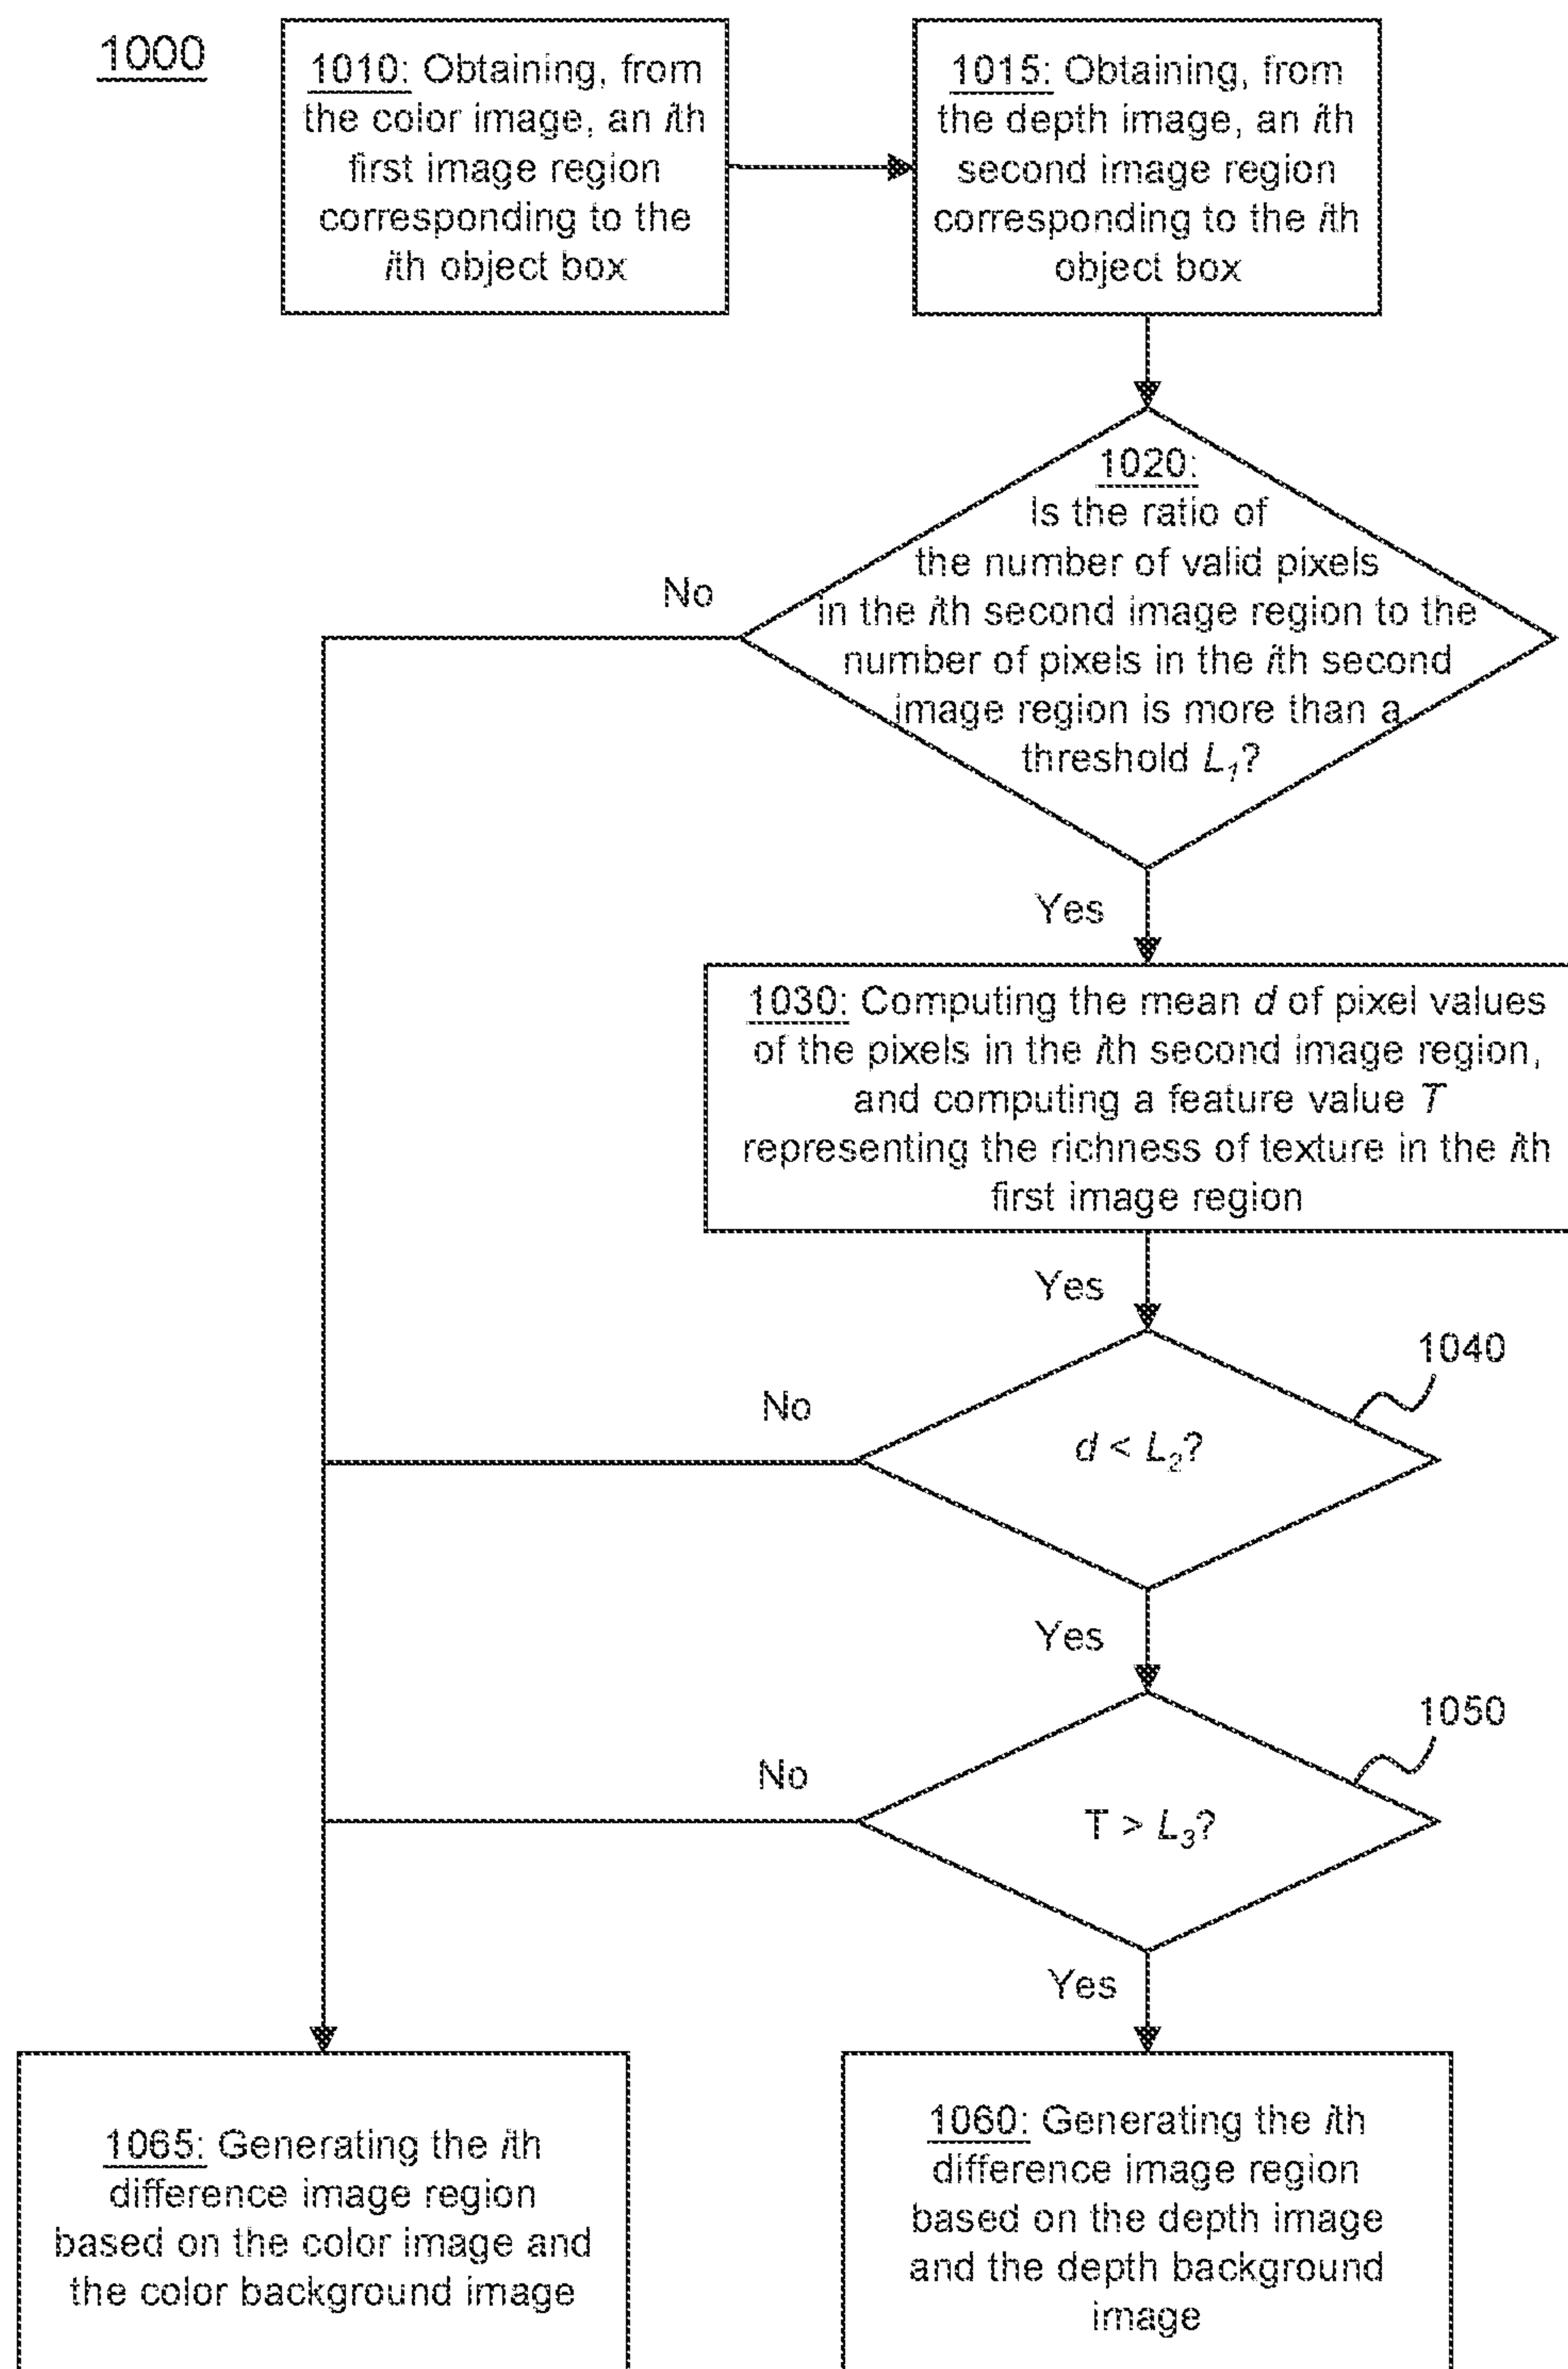 1000
1010: Obtaining, from
the color image, an ith
first image region
corresponding to the
ith object box
1015: Obtaining, from
the depth image, an ith
second image region
corresponding to the ith
object box
1020:
Is the ratio of
the number of valid pixels
in the ith second image region to the
number of pixels in the ith second
image region is more than a
threshold L1?
No
Yes
1030: Computing the mean d of pixel values
of the pixels in the ith second image region,
and computing a feature value T
representing the richness of texture in the ith
first image region
Yes
1040
No
d < L2?
Yes
1050
No
T > L3?
Yes
1065: Generating the ith
difference image region
based on the color image and
the color background image
1060: Generating the ith
difference image region
based on the depth image
and the depth background
image